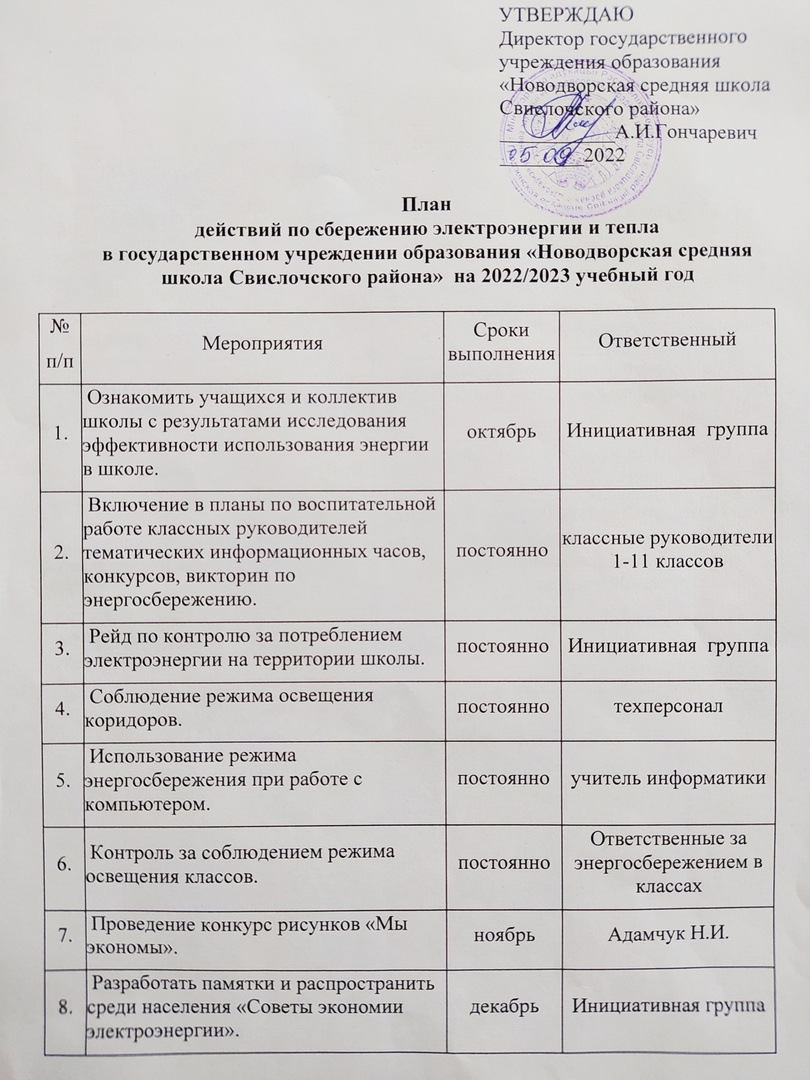 УТВЕРЖДАЮ
Директор государственного
учреждения образования
«Новодворская средняя школа
Свислочского района»
А.И.Гончаревич
05-09 2022
План
действий по сбережению электроэнергии и тепла
в государственном учреждении образования «Новодворская средняя
школа Свислочского района» на 2022/2023 учебный год
№
п/п
Мероприятия
Сроки
выполнения
Ответственный
1.
Ознакомить учащихся и коллектив
школы с результатами исследования
эффективности использования энергии
в школе.
октябрь
Инициативная группа
2.
Включение в планы по воспитательной
работе классных руководителей
тематических информационных часов,
конкурсов, викторин по
энергосбережению.
постоянно
классные руководители
1-11 классов
3.
Рейд по контролю за потреблением
электроэнергии на территории школы.
постоянно
Инициативная группа
4.
Соблюдение режима освещения
коридоров.
постоянно
техперсонал
5.
Использование режима
энергосбережения при работе с
компьютером.
постоянно
учитель информатики
6.
Контроль за соблюдением режима
освещения классов.
постоянно
Ответственные за
энергосбережением в
классах
7.
Проведение конкурс рисунков «Мы
экономы».
ноябрь
Адамчук Н.И.
8.
Разработать памятки и распространить
среди населения «Советы экономии
электроэнергии».
декабрь
Инициативная группа